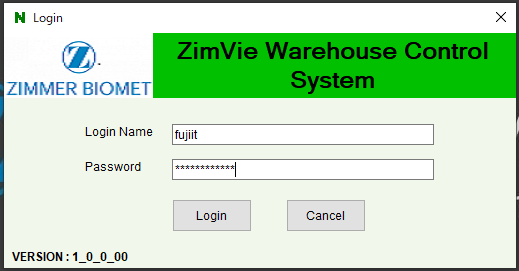 Login
ZimVie Warehouse Control
System
ZIMMER BIOMET
Login Name
fujiit
Password
************
Login
Cancel
VERSION : 1_0_0_00